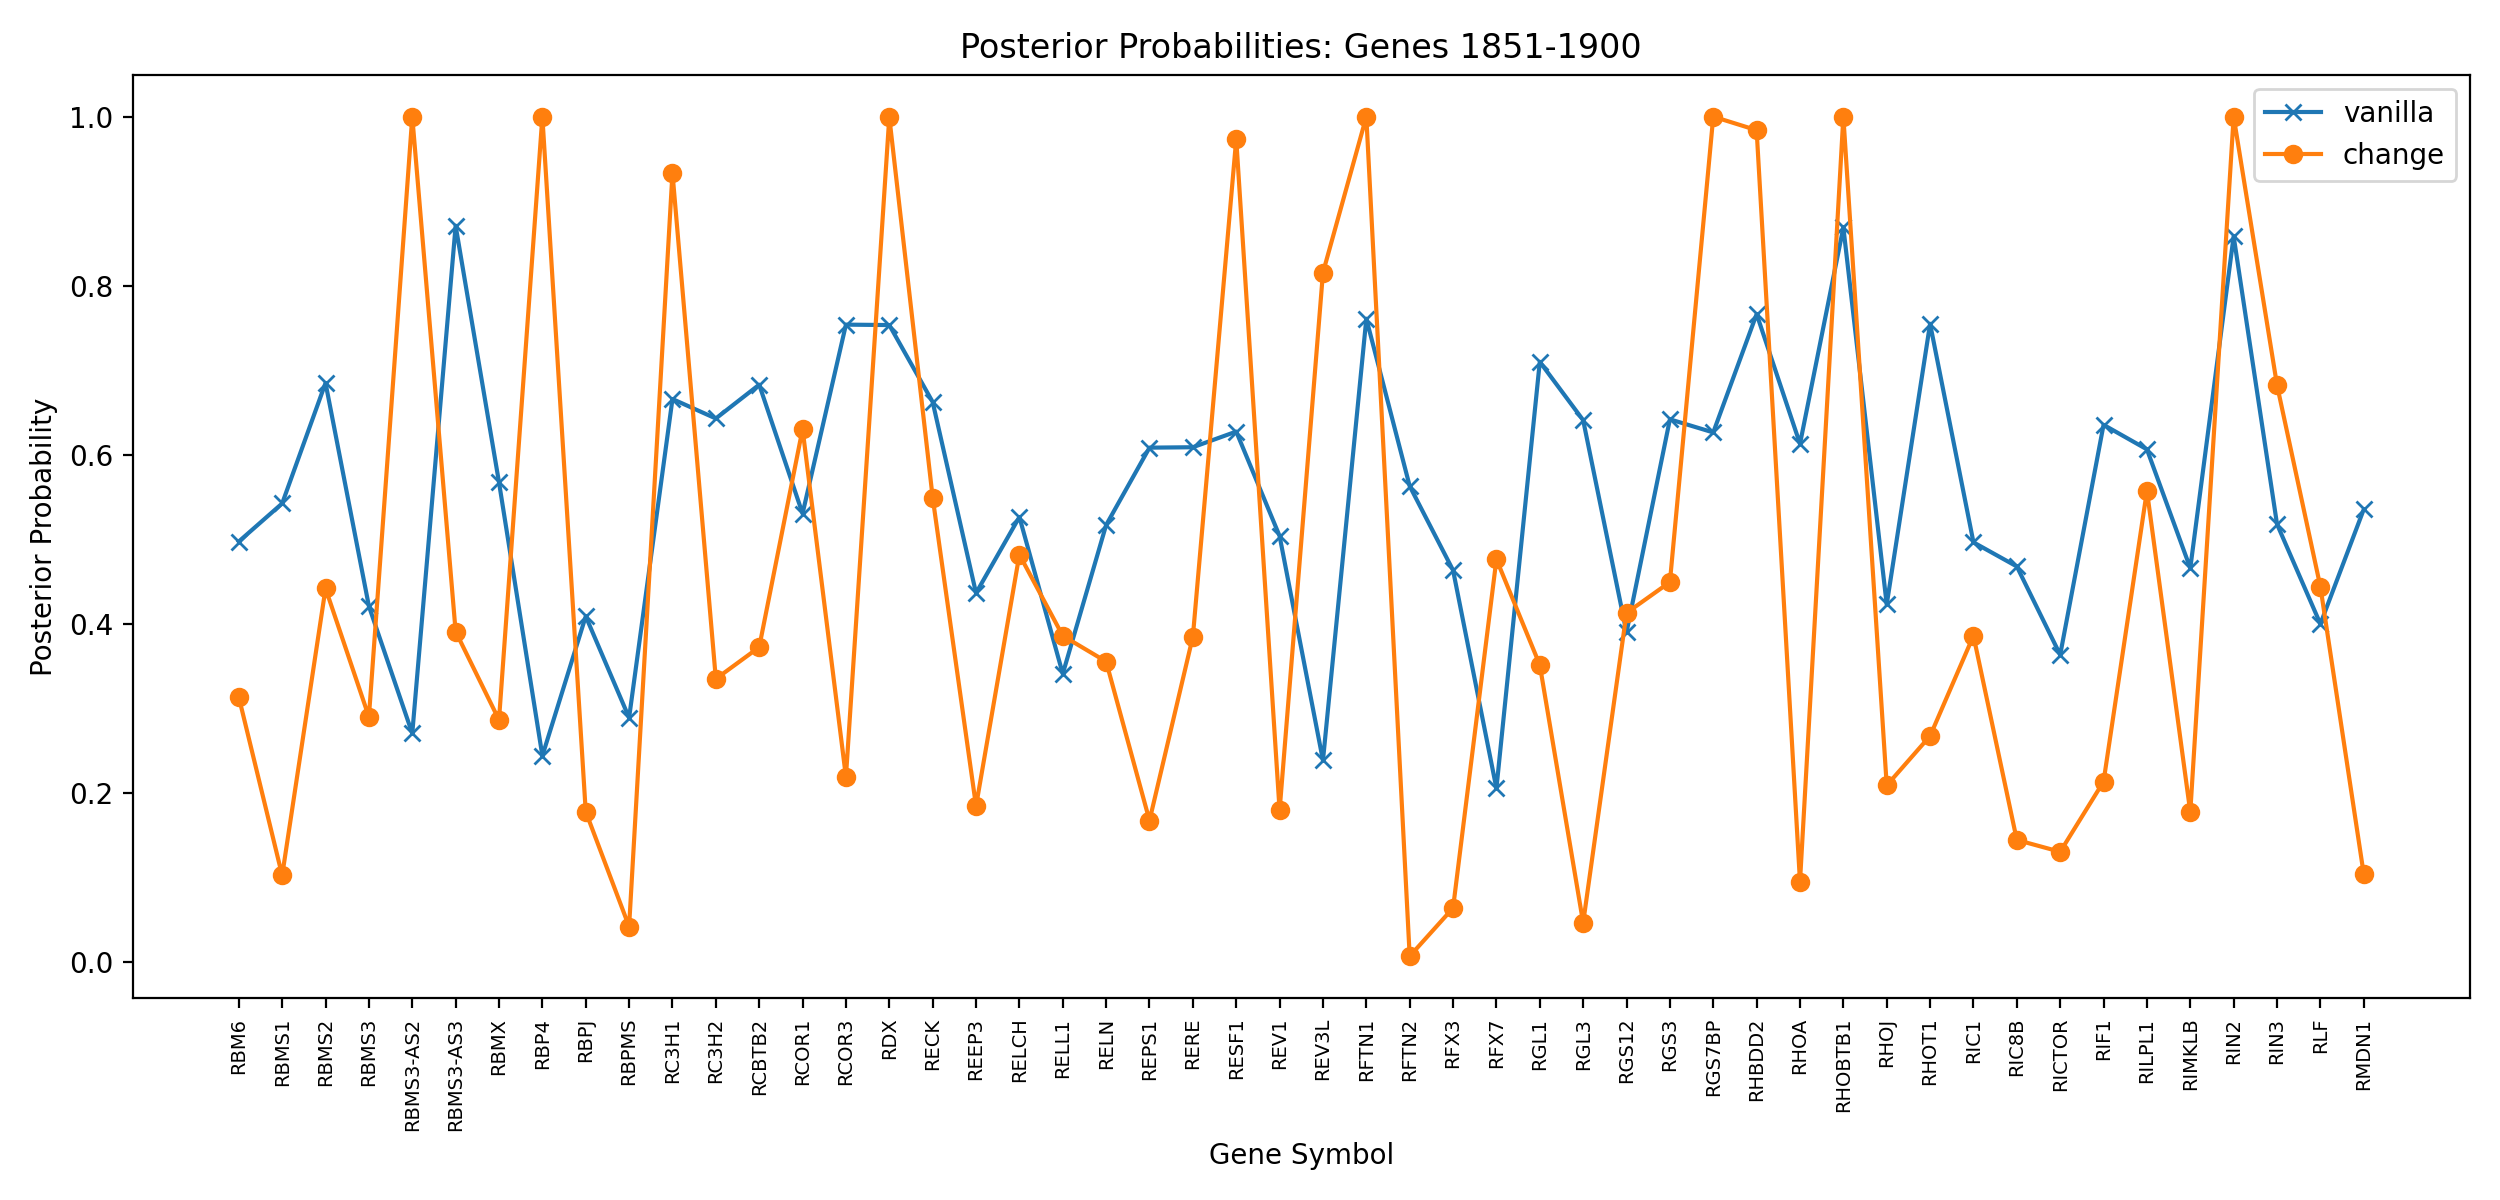 Posterior Probabilities: Genes 1851-1900
vanilla
change
Posterior Probability
1.0
0.8
0.6
0.4
0.2
0.0
RBM6
RBMS1
RBMS2
RBMS3
RBMS3-AS2
RBMS3-AS3
RBMX
RBP4
RBPJ
RBPMS
RC3H1
RC3H2
RCBTB2
RCOR1
RCOR3
RDX
RECK
REEP3
RELCH
RELL1
RELN
REPS1
RERE
RESF1
REV1
REV3L
RFTN1
RFTN2
RFX3
RFX7
RGL1
RGL3
RGS12
RGS3
RGS7BP
RHBDD2
RHOA
RHOBTB1
RHOJ
RHOT1
RIC1
RIC8B
RICTOR
RIF1
RILPL1
RIMKLB
RIN2
RIN3
RLF
RMDN1
Gene Symbol